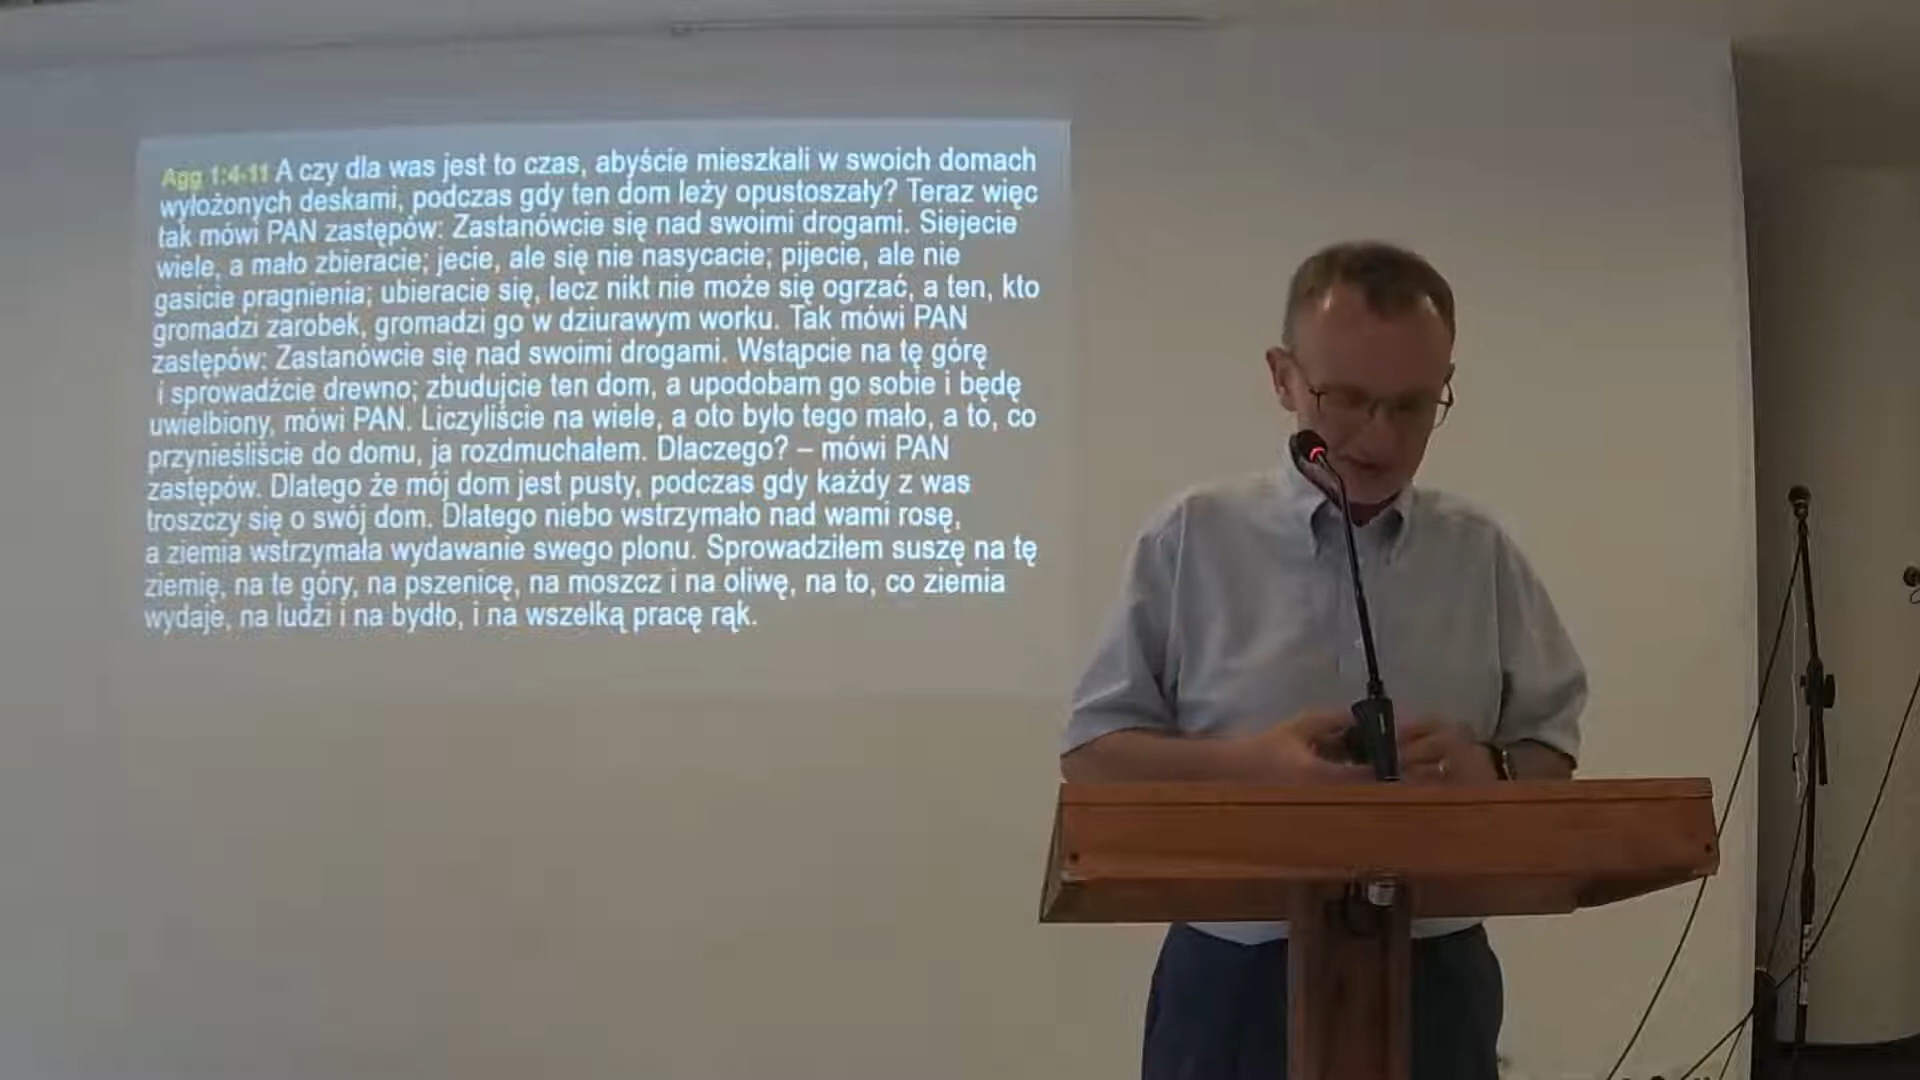 Agg 1:4-11 A czy dla was jest to czas, abyście mieszkali w swoich domach
wyłożonych deskami, podczas gdy ten dom leży opustoszały? Teraz więc
tak mówi PAN zastępów: Zastanówcie się nad swoimi drogami. Siejecie
wiele, a mało zbieracie; jecie, ale się nie nasycacie; pijecie, ale nie
gasicie pragnienia; ubieracie się, lecz nikt nie może się ogrzać, a ten, kto
gromadzi zarobek, gromadzi go w dziurawym worku. Tak mówi PAN
zastępów: Zastanówcie się nad swoimi drogami. Wstąpcie na tę górę
i sprowadźcie drewno; zbudujcie ten dom, a upodobam go sobie i będę
uwielbiony, mówi PAN. Liczyliście na wiele, a oto było tego mało, a to, co
przynieśliście do domu, ja rozdmuchałem. Dlaczego? – mówi PAN
zastępów. Dlatego że mój dom jest pusty, podczas gdy każdy z was
troszczy się o swój dom. Dlatego niebo wstrzymało nad wami rosę,
a ziemia wstrzymała wydawanie swego plonu. Sprowadziłem suszę na tę
ziemię, na te góry, na pszenicę, na moszcz i na oliwę, na to, co ziemia
wydaje, na ludzi i na bydło, i na wszelką pracę rąk.